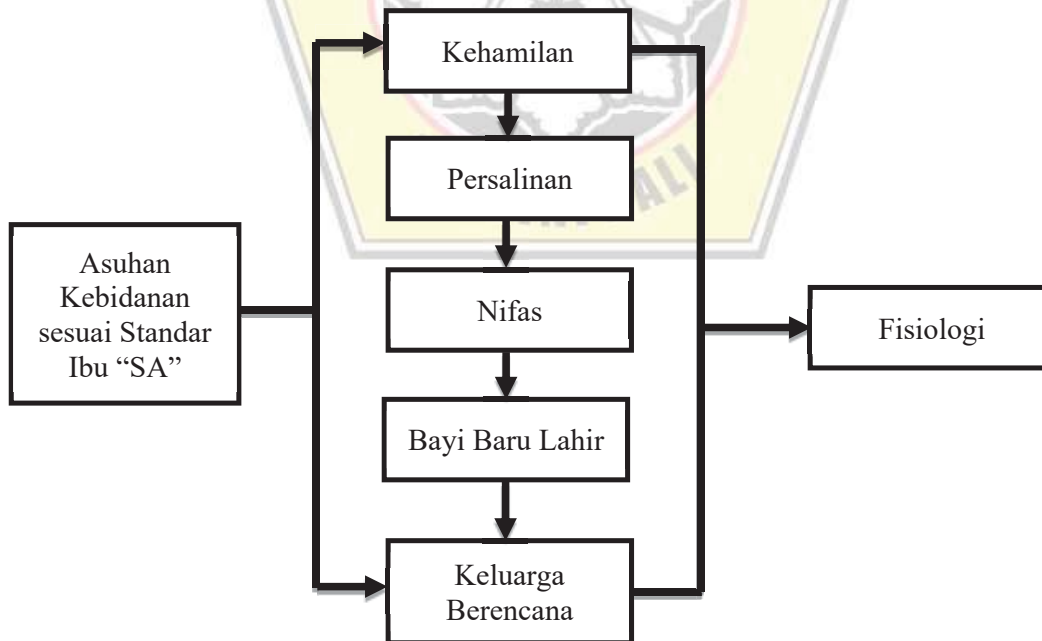 Kehamilan
Persalinan
Asuhan
Kebidanan
sesuai Standar
Ibu “SA”
Nifas
Fisiologi
Bayi Baru Lahir
Keluarga
Berencana